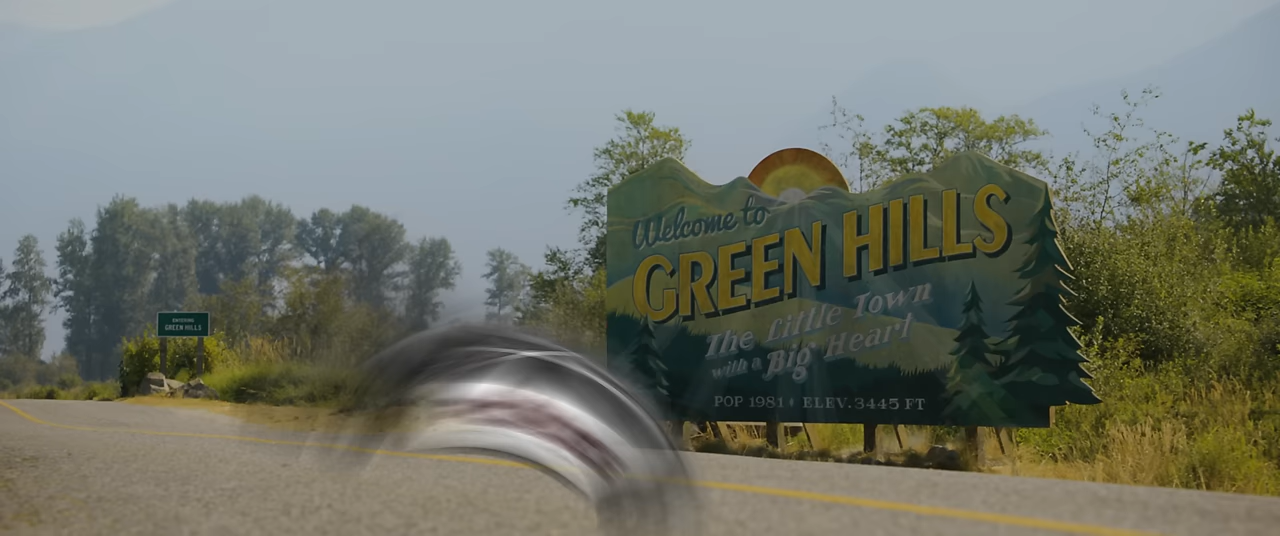 ENTERING
GREEN HILLS
Welcome to
GREEN HILLS
The Little Town
with a Big Heart
POP 1981 ELEV. 3445 FT